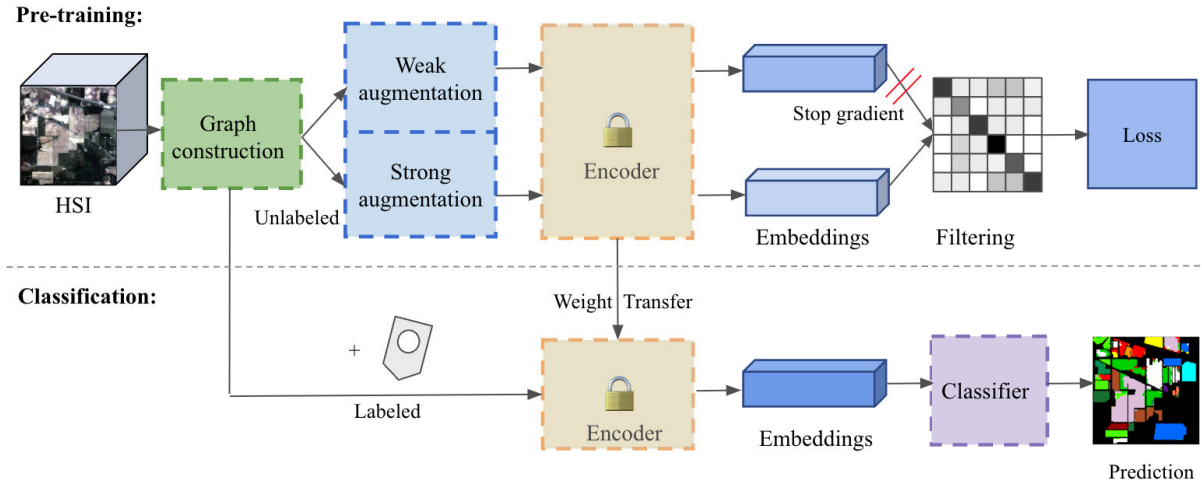 Pre-training:
HSI
Graph
construction
Unlabeled
Weak
augmentation
Strong
augmentation
Encoder
Stop gradient
Embeddings
Filtering
Loss
Classification:
Weight Transfer
+
Labeled
Encoder
Embeddings
Classifier
Prediction